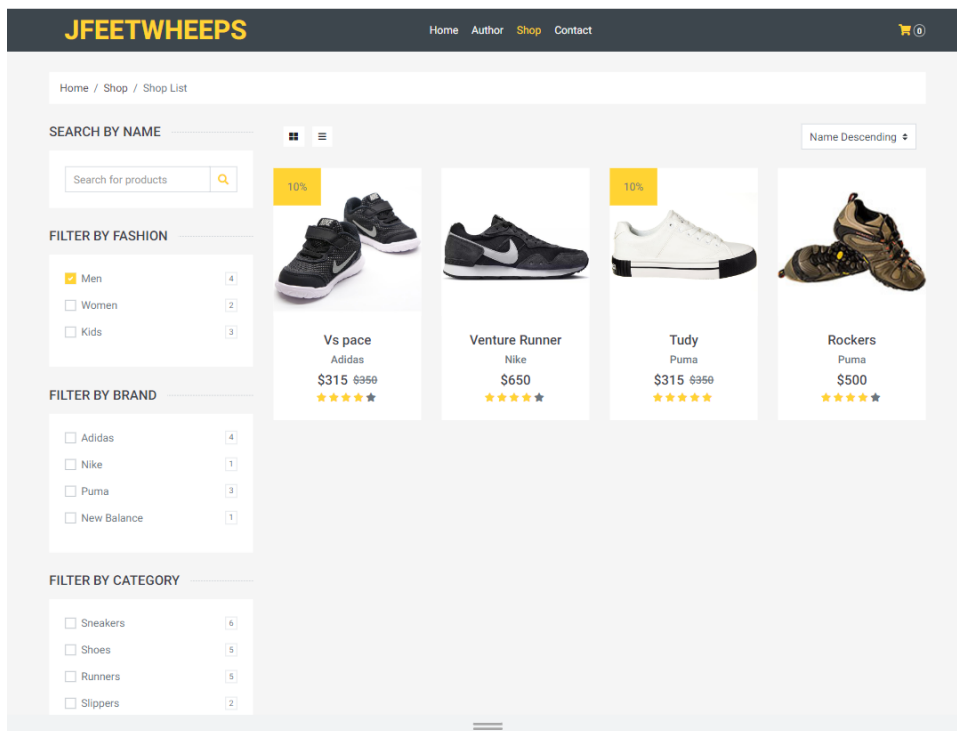 JFEETWHEEPS
Home Author Shop Contact
0
Home / Shop / Shop List
SEARCH BY NAME
Search for products
FILTER BY FASHION
Men 4
Women 2
Kids 3
FILTER BY BRAND
Adidas 4
Nike 1
Puma 3
New Balance 1
FILTER BY CATEGORY
Sneakers 6
Shoes 5
Runners 5
Slippers 2
Name Descending
10%
Vs pace
Adidas
$315 $350
Venture Runner
Nike
$650
10%
Tudy
Puma
$315 $350
Rockers
Puma
$500